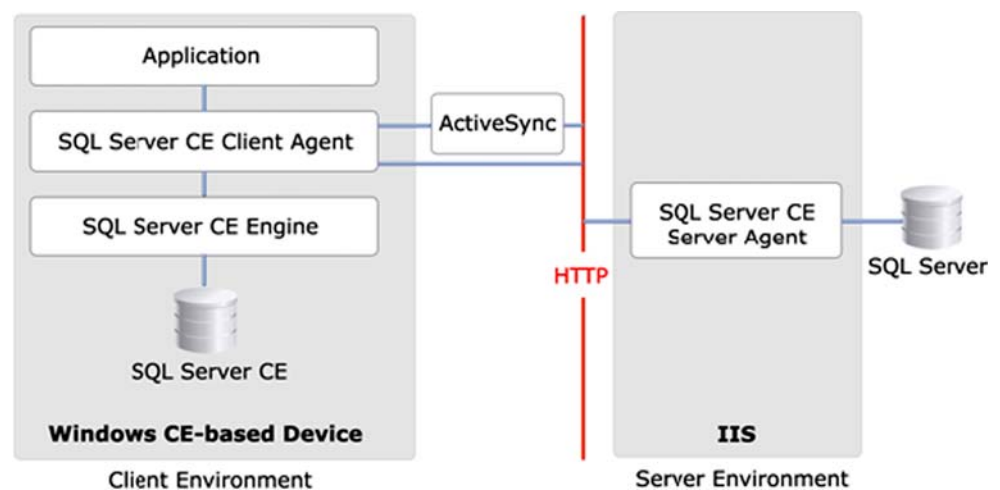 Application
SQL Server CE Client Agent
ActiveSync
SQL Server CE Engine
SQL Server CE
Windows CE-based Device
Client Environment
HTTP
SQL Server CE
Server Agent
SQL Server
IIS
Server Environment